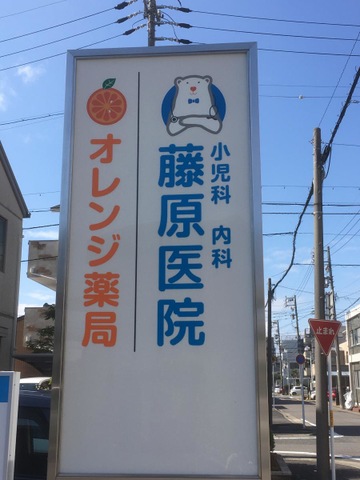 小児科 内科
藤原医院
オレンジ薬局
止まれ